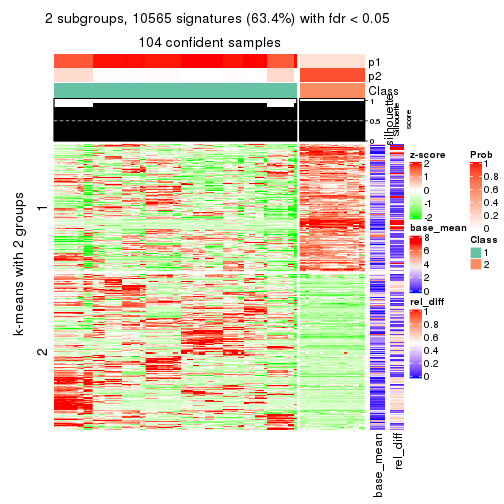 2 subgroups, 10565 signatures (63.4%) with fdr < 0.05
104 confident samples
p1
p2
Class
silhouette
Silhouette
score
1
0.5
0
k-means with 2 groups
1
2
base_mean
rel_diff
z-score
2
1
0
-1
-2
base_mean
8
6
4
2
0
rel_diff
1
0.8
0.6
0.4
0.2
0
Prob
1
0.8
0.6
0.4
0.2
0
Class
1
2